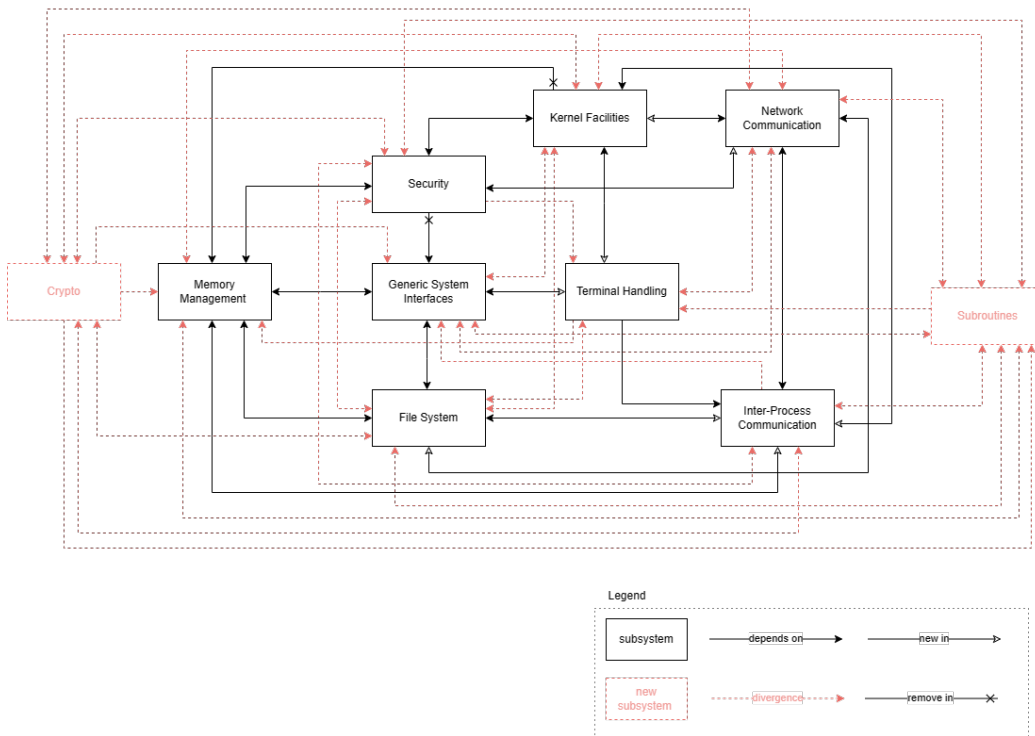 Kernel Facilities
Network
Communication
Security
Crypto
Memory
Management
Generic System
Interfaces
Terminal Handling
Subroutines
File System
Inter-Process
Communication
Legend
subsystem
depends on
new in
new
subsystem
divergence
remove in